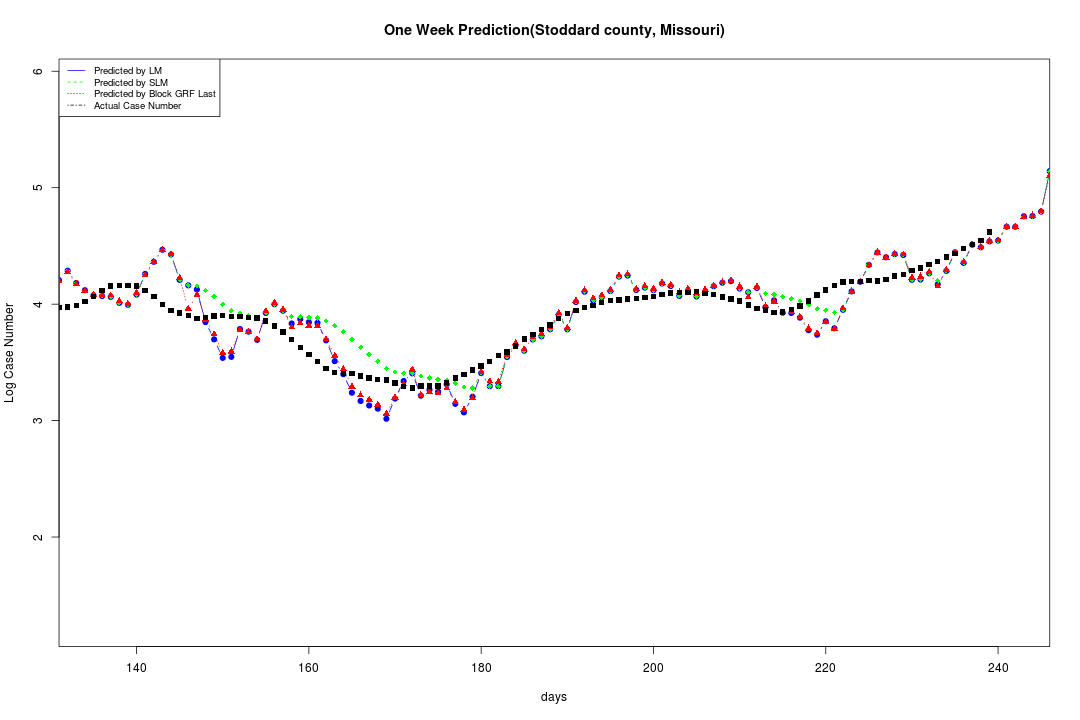 One Week Prediction(Stoddard county, Missouri)
Predicted by LM
Predicted by SLM
Predicted by Block GRF Last
Actual Case Number
6
5
4
3
2
Log Case Number
140
160
180
200
220
240
days